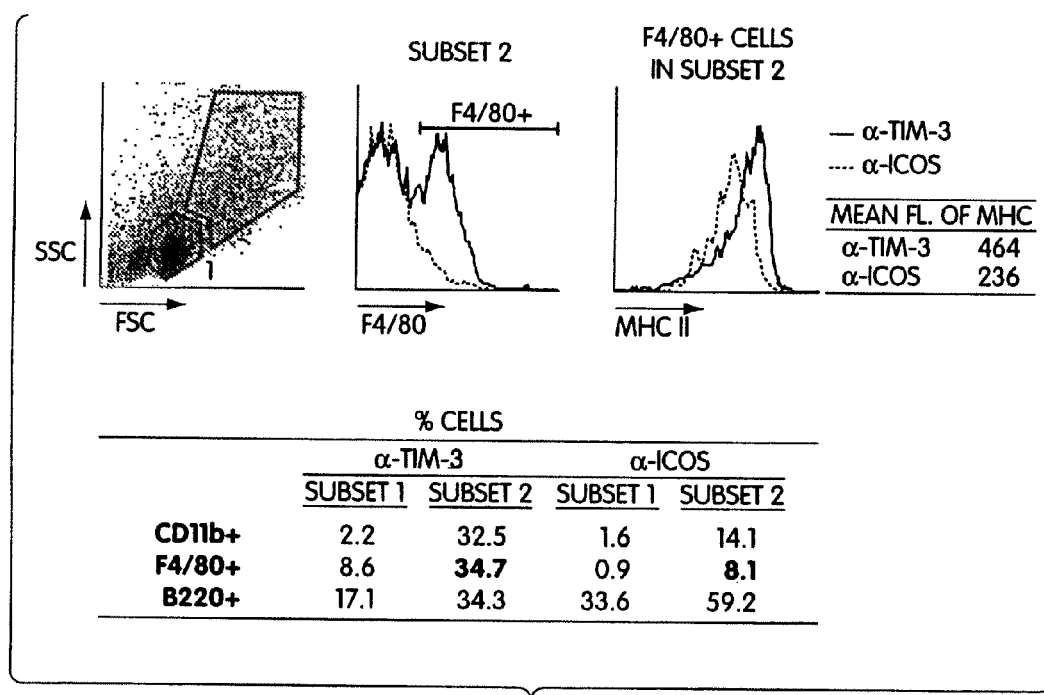 SUBSET 2
F4/80+ CELLS
IN SUBSET 2
F4/80+
— α-TIM-3
---- α-ICOS
MEAN FL. OF MHC
α-TIM-3 464
α-ICOS 236
SSC
1
FSC
F4/80
MHC II
% CELLS
α-TIM-3 α-ICOS
SUBSET 1 SUBSET 2 SUBSET 1 SUBSET 2
CD11b+ 2.2 32.5 1.6 14.1
F4/80+ 8.6 34.7 0.9 8.1
B220+ 17.1 34.3 33.6 59.2